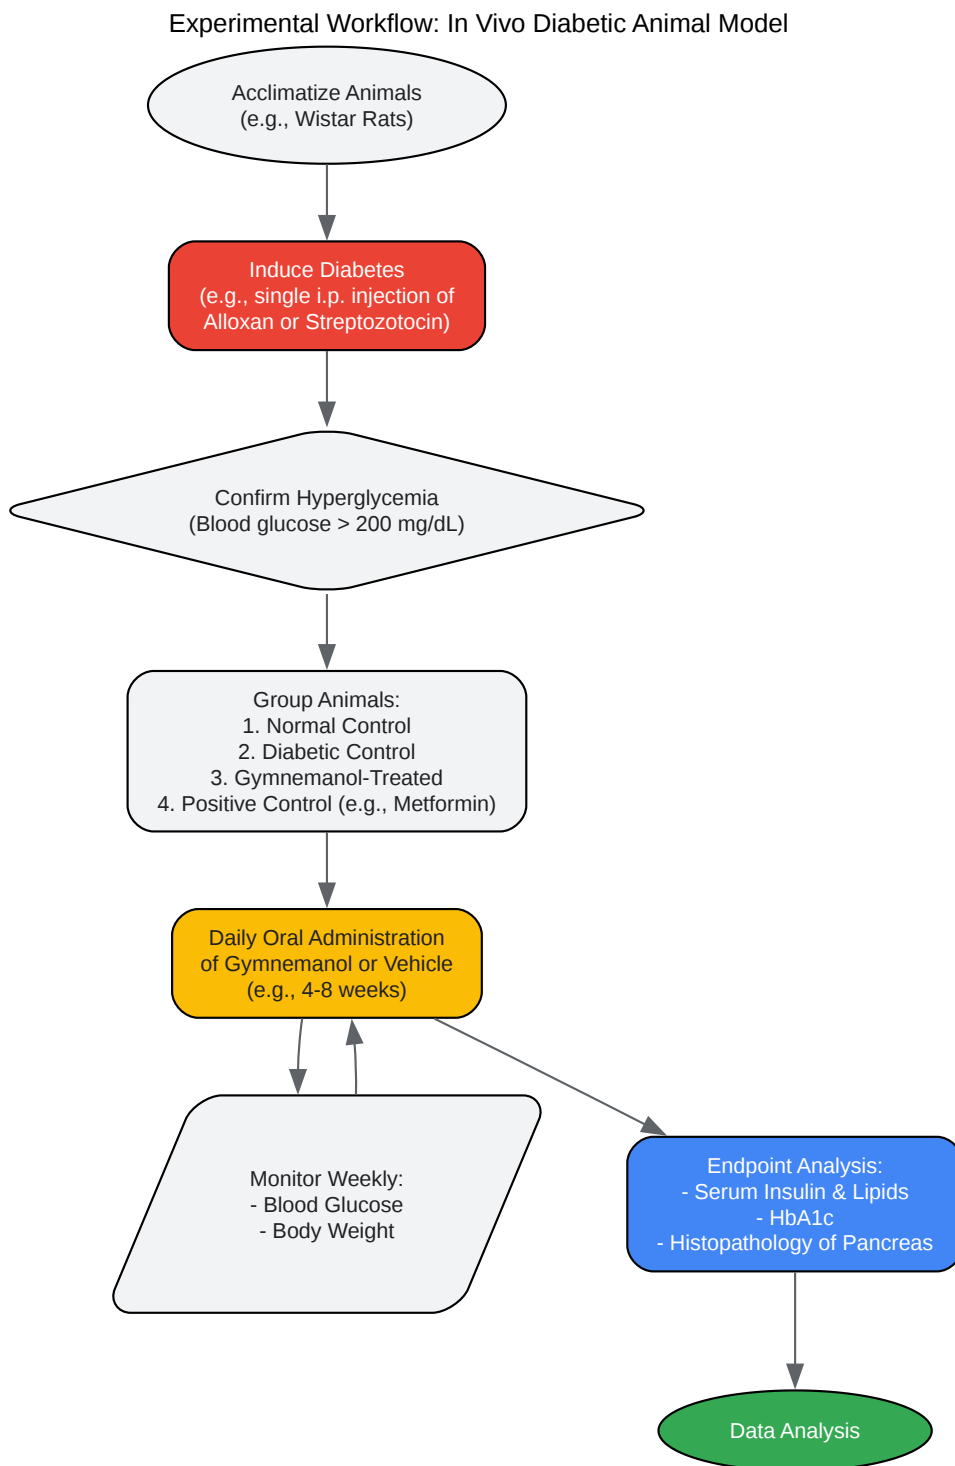 Experimental Workflow: In Vivo Diabetic Animal Model
Acclimatize Animals
(e.g., Wistar Rats)
Induce Diabetes
(e.g., single i.p. injection of
Alloxan or Streptozotocin)
Confirm Hyperglycemia
(Blood glucose > 200 mg/dL)
Group Animals:
1. Normal Control
2. Diabetic Control
3. Gymnemanol-Treated
4. Positive Control (e.g., Metformin)
Daily Oral Administration
of Gymnemanol or Vehicle
(e.g., 4-8 weeks)
Monitor Weekly:
- Blood Glucose
- Body Weight
Endpoint Analysis:
- Serum Insulin & Lipids
- HbA1c
- Histopathology of Pancreas
Data Analysis